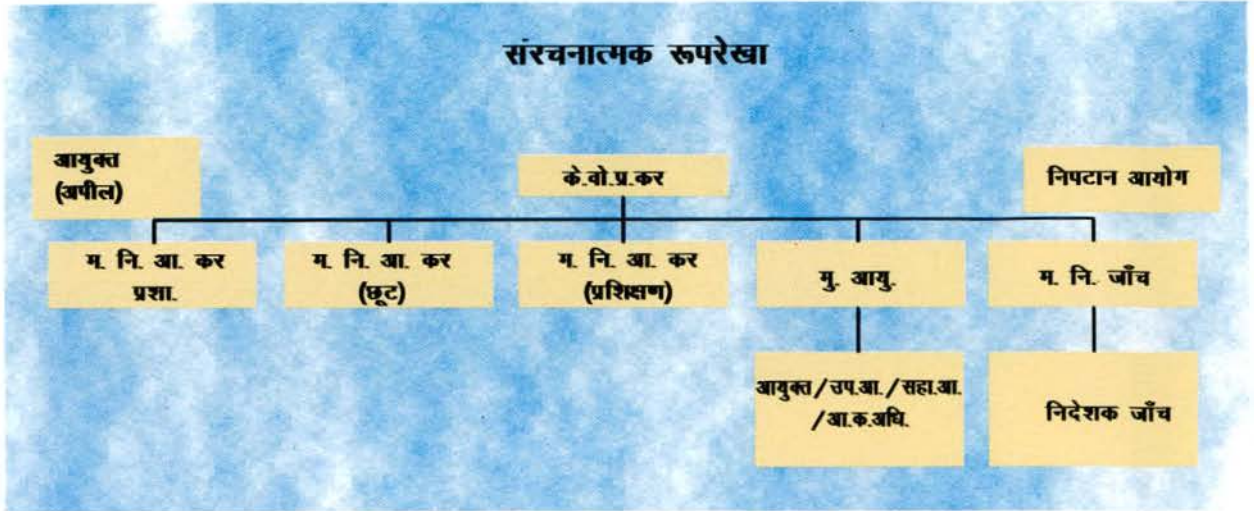 संरचनात्मक रूपरेखा
आयुक्त
(अपील)
के.वो.प्र.कर
निपटान आयोग
म. नि. आ. कर
प्रशा.
म. नि. आ. कर
(छूट)
म. नि. आ. कर
(प्रशिक्षण)
मु. आयु.
म. नि. जाँच
आयुक्त/उप.आ./सहा.आ.
/आ.क.अधि.
निदेशक जाँच